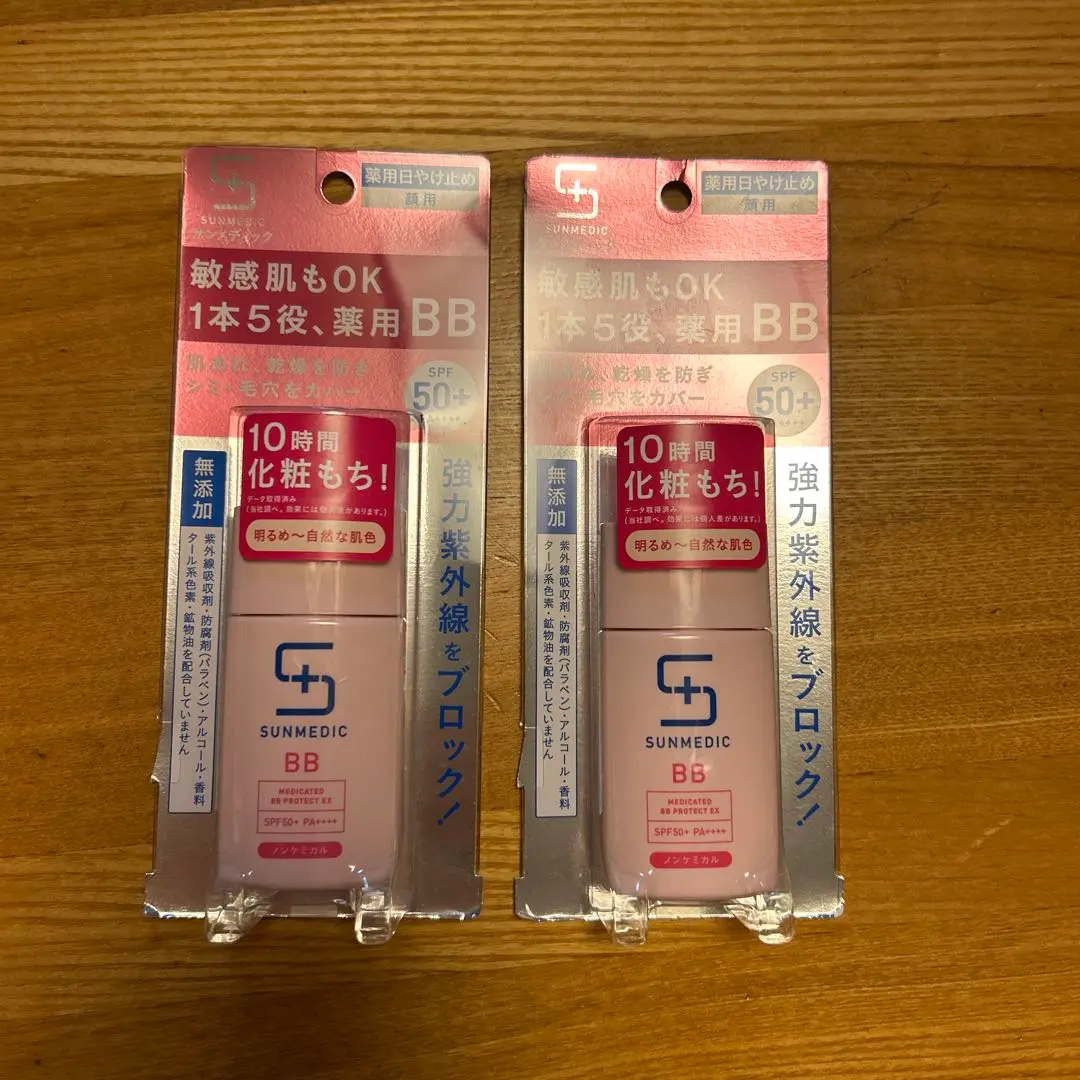 SUNMEDIC
サンメディック
薬用日やけ止め
顔用
敏感肌もOK
1本5役、薬用BB
肌あれ、乾燥を防ぎ
シミ・毛穴をカバー
SPF
50+
10時間
化粧もち!
データ取得済み
(当社調べ。効果には個人差があります。)
明るめ〜自然な肌色
無添加
紫外線吸収剤・防腐剤(パラベン)・アルコール・香料
タール系色素・鉱物油を配合していません
強力紫外線をブロック!
SUNMEDIC
BB
MEDICATED
BB PROTECT EX
SPF50+ PA++++
ノンケミカル
SUNMEDIC
薬用日やけ止め
顔用
敏感肌もOK
1本5役、薬用BB
乾燥を防ぎ
毛穴をカバー
SPF
50+
10時間
化粧もち!
データ取得済み
(当社調べ。効果には個人差があります。)
明るめ〜自然な肌色
無添加
紫外線吸収剤・防腐剤(パラベン)・アルコール・香料
タール系色素・鉱物油を配合していません
強力紫外線をブロック!
SUNMEDIC
BB
MEDICATED
BB PROTECT EX
SPF50+ PA++++
ノンケミカル